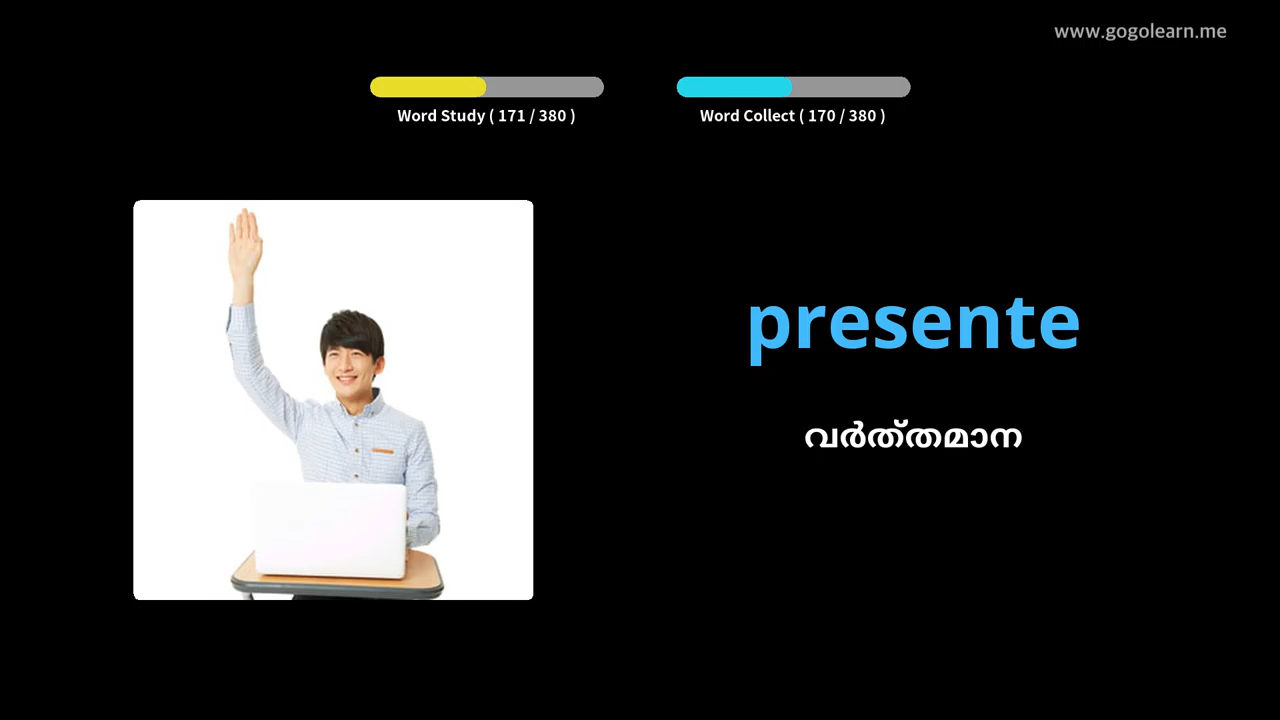 www.gogolearn.me
Word Study ( 171 / 380 )
Word Collect ( 170 / 380 )
presente
വർത്തമാന